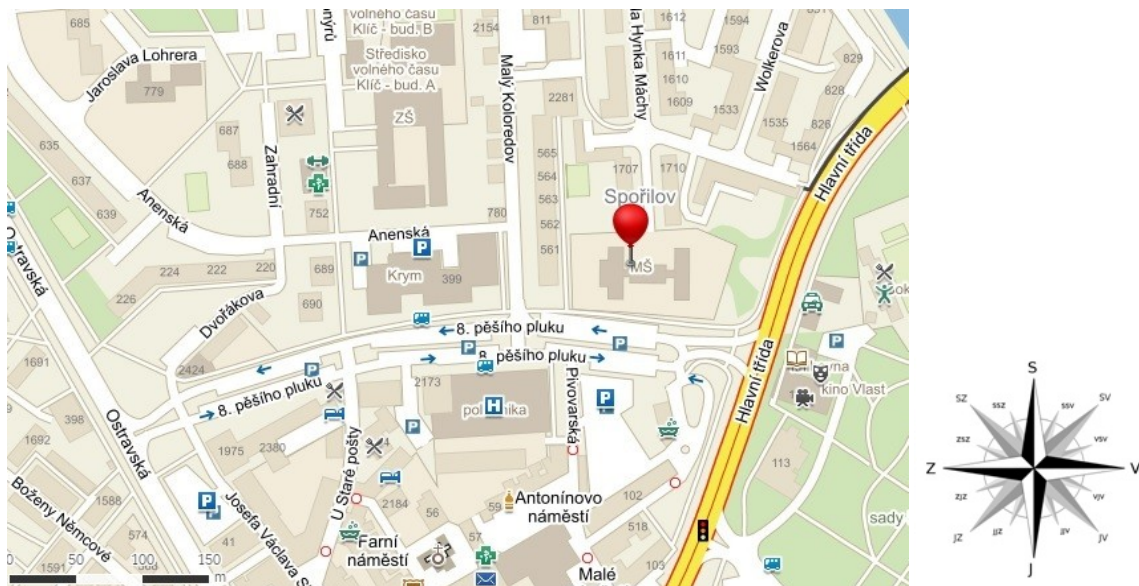 685
Jaroslava Lohrera
779
687
688
635
637
639
Anenská
Zahradní
752
volného času
Klíč - bud. B
Středisko
volného času
Klíč - bud. A
ZŠ
2154
811
Malý Koloredov
2281
565
564
563
562
561
780
Anenská
P
Krym
399
P
689
690
224
222
220
226
Dvořákova
2424
Ostravská
1612
1611
1610
1609
la Hynka Máchy
1594
1593
1533
1535
1564
Wolkerova
829
828
826
1707
1710
Spořilov
MŠ
Hlavní třída
Hlavní třída
8. pěšího pluku
8. pěšího pluku
8. pěšího pluku
P
P
P
P
P
P
2173
H
Pivovarská
kino Vlast
113
sady
1691
398
1692
1588
574
1591
Boženy Němcové
Ostravská
1975
2380
U Staré pošty
P
41
2184
56
57
59
Antonínovo
náměstí
Farní
náměstí
102
518
103
Malé
0 50 100 150
m
S
ssz
ssv
SZ
SV
zsz
vsv
Z
V
zjz
vjv
JZ
JV
jjz
jjv
J